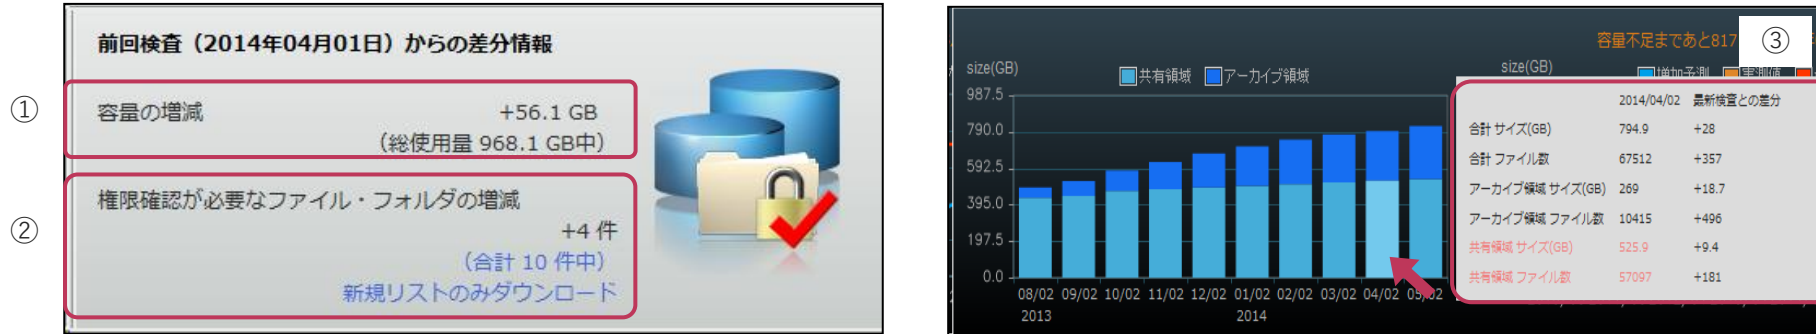 前回検査（2014年04月01日）からの差分情報
①
容量の増減 +56.1 GB
（総使用量 968.1 GB中）
②
権限確認が必要なファイル・フォルダの増減
+4 件
（合計 10 件中）
新規リストのみダウンロード
容量不足まであと817
③
size(GB)
共有領域 アーカイブ領域
size(GB)
増加予測 実測値
987.5
790.0
592.5
395.0
197.5
0.0
08/02 09/02 10/02 11/02 12/02 01/02 02/02 03/02 04/02 05/02
2013 2014
2014/04/02 最新検査との差分
合計 サイズ(GB) 794.9 +28
合計 ファイル数 67512 +357
アーカイブ領域 サイズ(GB) 269 +18.7
アーカイブ領域 ファイル数 10415 +496
共有領域 サイズ(GB) 525.9 +9.4
共有領域 ファイル数 57097 +181